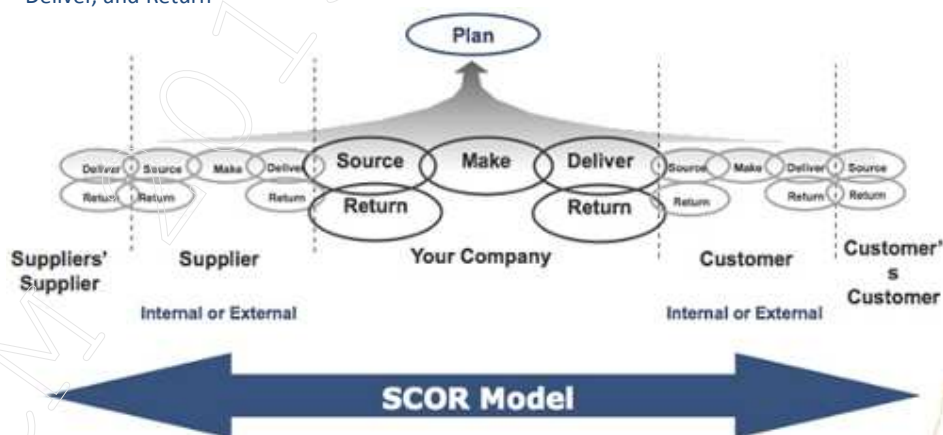 Deliver, and Return
Plan
Deliver Source Make Deliver Source Make Deliver Source Make Deliver Source
Return Return Return Return Return Return Return Return
Suppliers' Supplier Your Company Customer Customer'
Supplier s
Customer
Internal or External Internal or External
SCOR Model